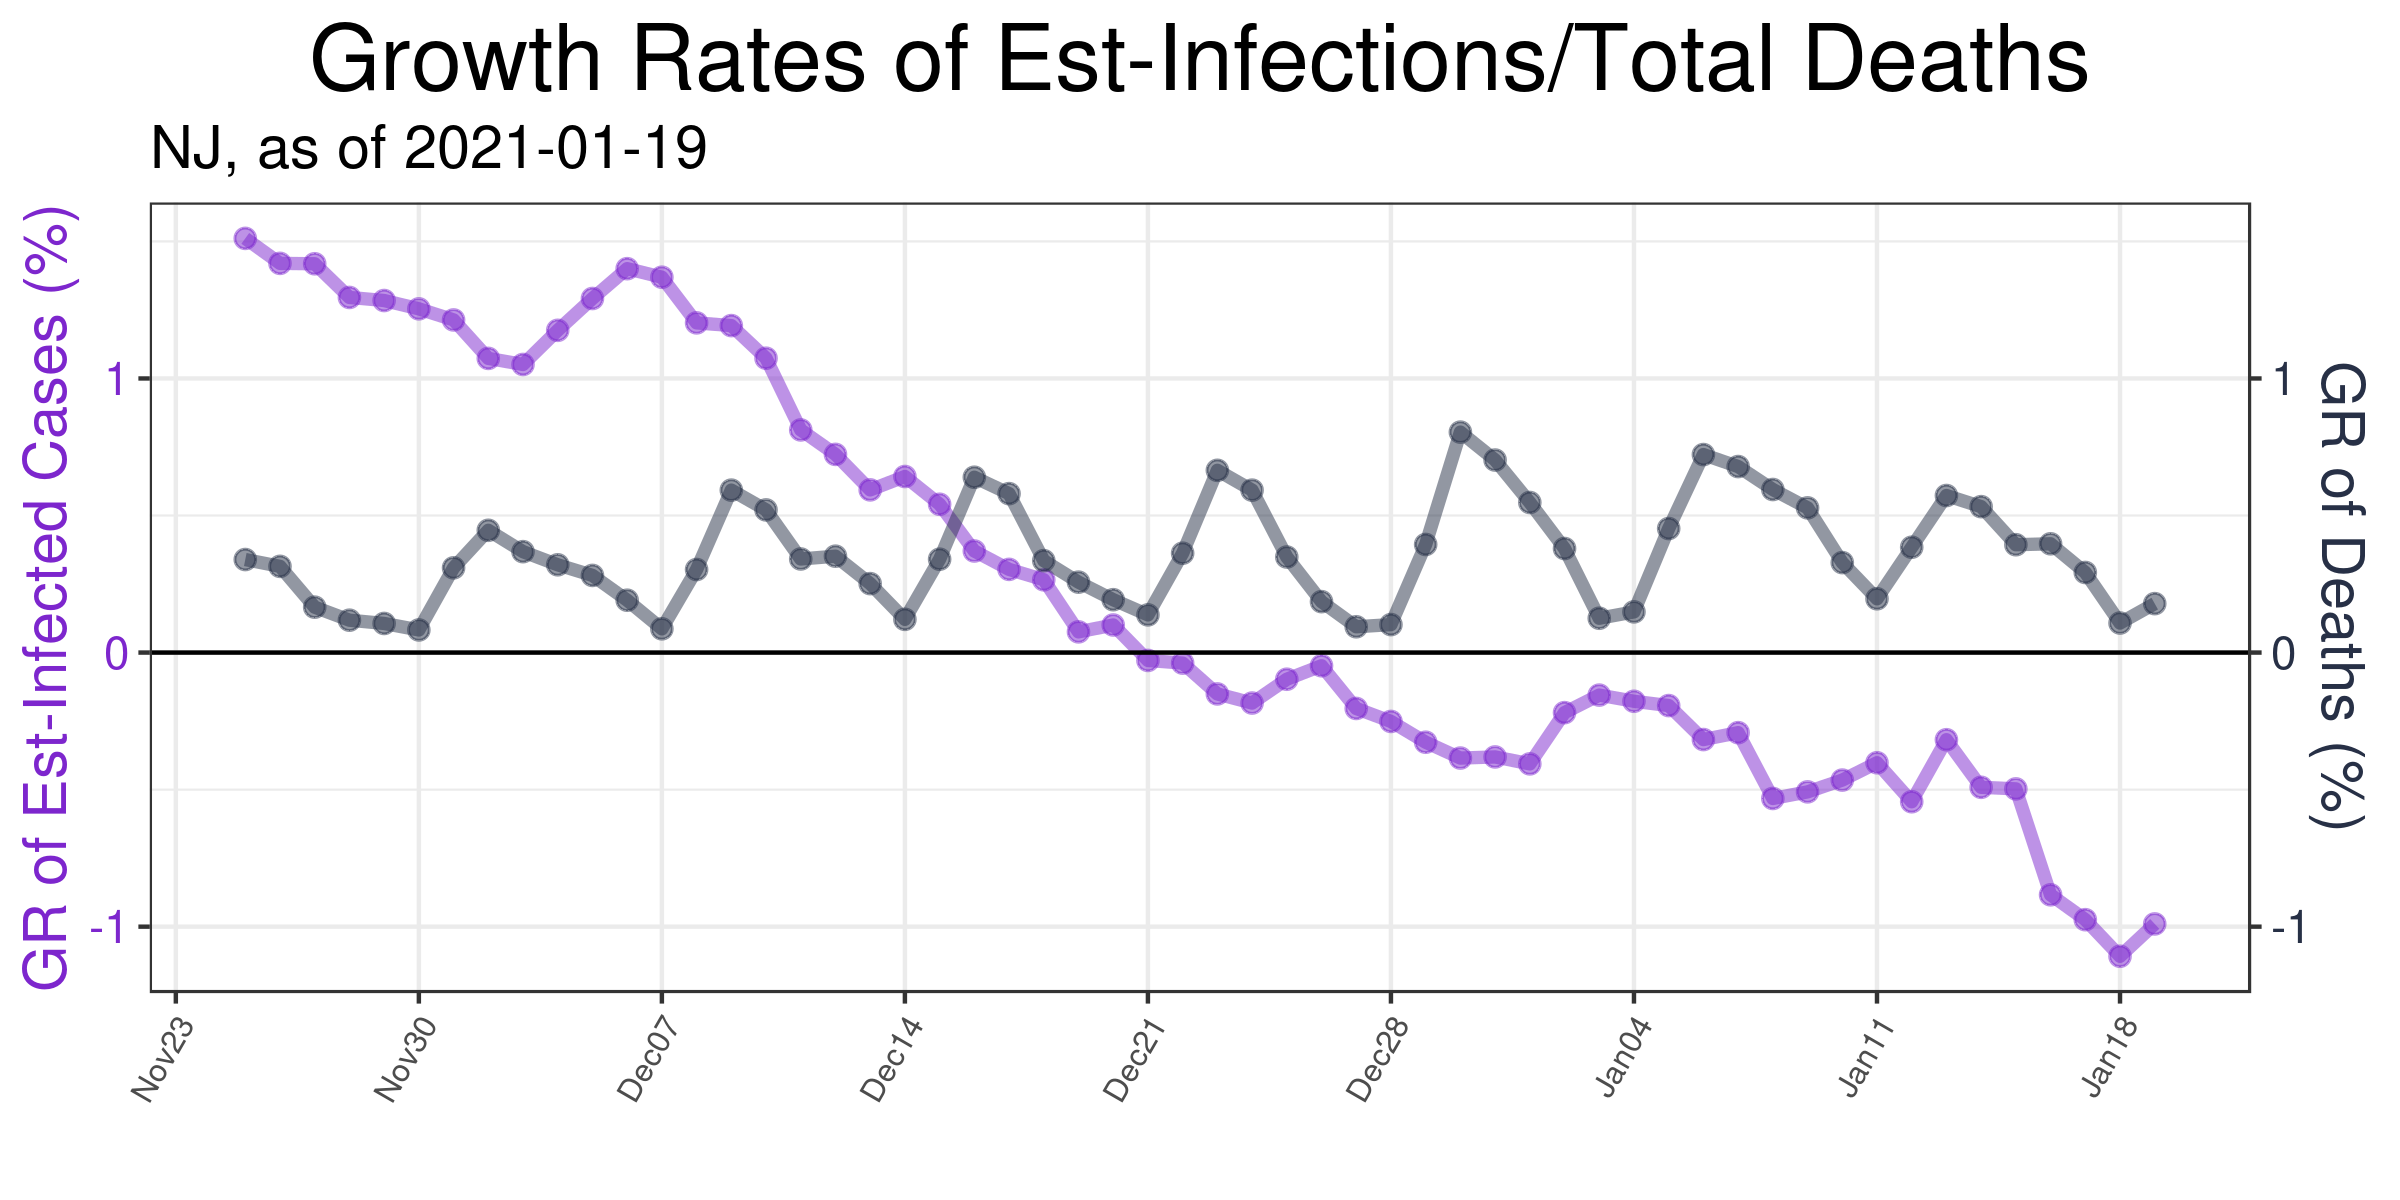 Growth Rates of Est-Infections/Total Deaths
NJ, as of 2021-01-19
GR of Est-Infected Cases (%)
1
0
-1
1
0
-1
GR of Deaths (%)
Nov23
Nov30
Dec07
Dec14
Dec21
Dec28
Jan04
Jan11
Jan18